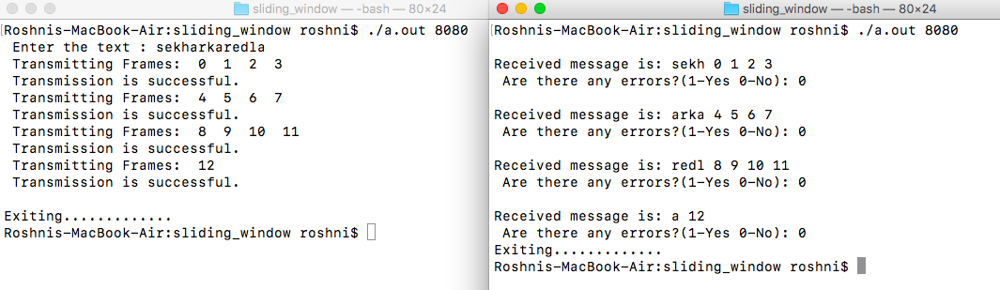 sliding_window — -bash — 80×24
Roshnis-MacBook-Air:sliding_window roshni$ ./a.out 8080
Enter the text : sekharkaredla
Transmitting Frames:  0  1  2  3
Transmission is successful.
Transmitting Frames:  4  5  6  7
Transmission is successful.
Transmitting Frames:  8  9  10  11
Transmission is successful.
Transmitting Frames:  12
Transmission is successful.
Exiting.............
Roshnis-MacBook-Air:sliding_window roshni$
sliding_window — -bash — 80×24
Roshnis-MacBook-Air:sliding_window roshni$ ./a.out 8080
Received message is: sekh 0 1 2 3
Are there any errors?(1-Yes 0-No): 0
Received message is: arka 4 5 6 7
Are there any errors?(1-Yes 0-No): 0
Received message is: redl 8 9 10 11
Are there any errors?(1-Yes 0-No): 0
Received message is: a 12
Are there any errors?(1-Yes 0-No): 0
Exiting.............
Roshnis-MacBook-Air:sliding_window roshni$